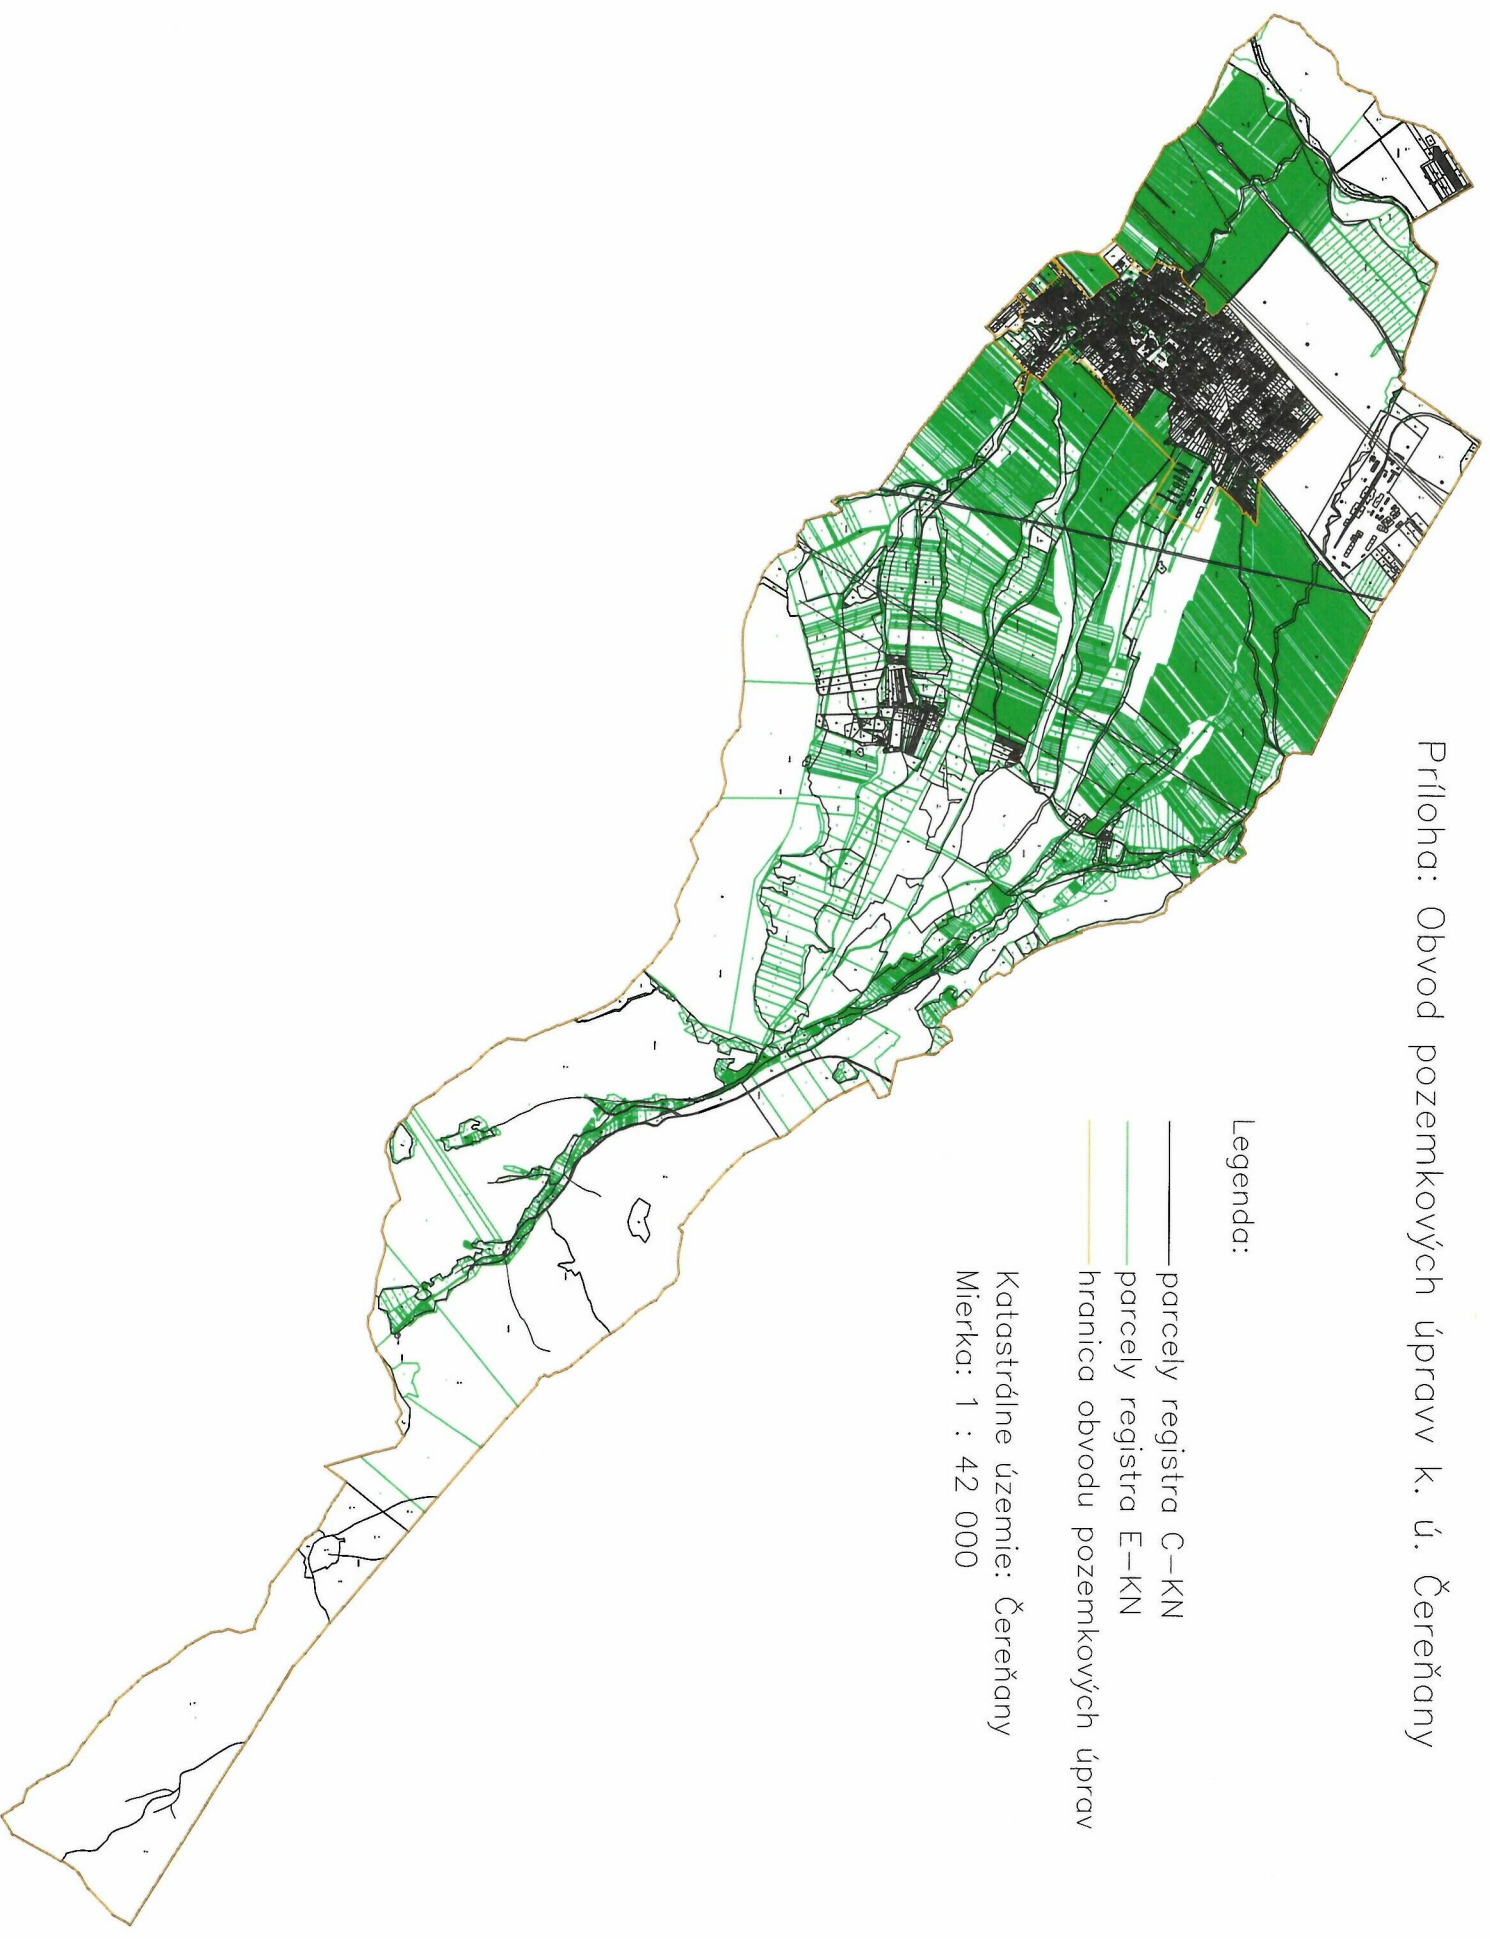 Príloha: Obvod pozemkových úpravv k. ú. Čereňany
Legenda:
parcely registra C-KN
parcely registra E-KN
hranica obvodu pozemkových úprav
Katastrálne územie: Čereňany
Mierka: 1 : 42 000